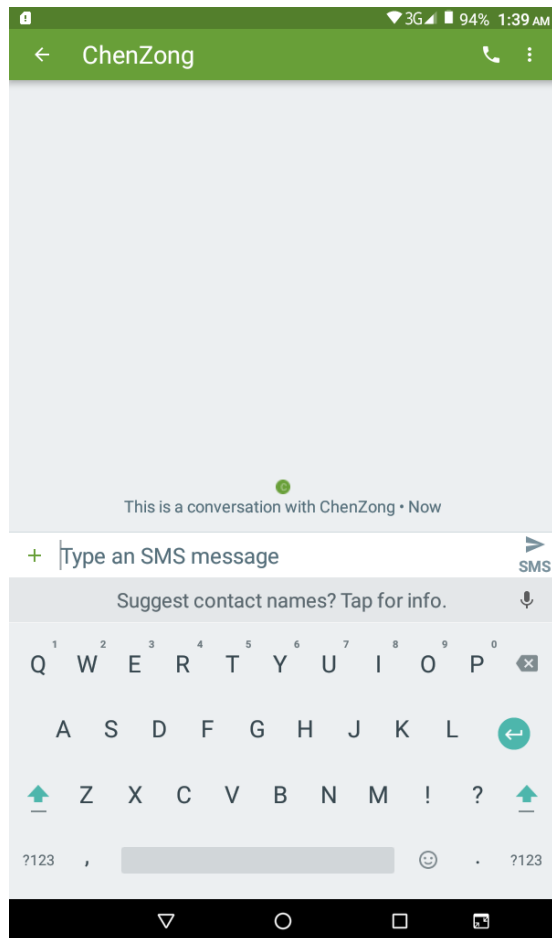 3G 94% 1:39 AM
ChenZong
C
This is a conversation with ChenZong • Now
+ Type an SMS message
SMS
Suggest contact names? Tap for info.
1 2 3 4 5 6 7 8 9 0
Q W E R T Y U I O P
A S D F G H J K L
Z X C V B N M ! ?
?123 , . ?123